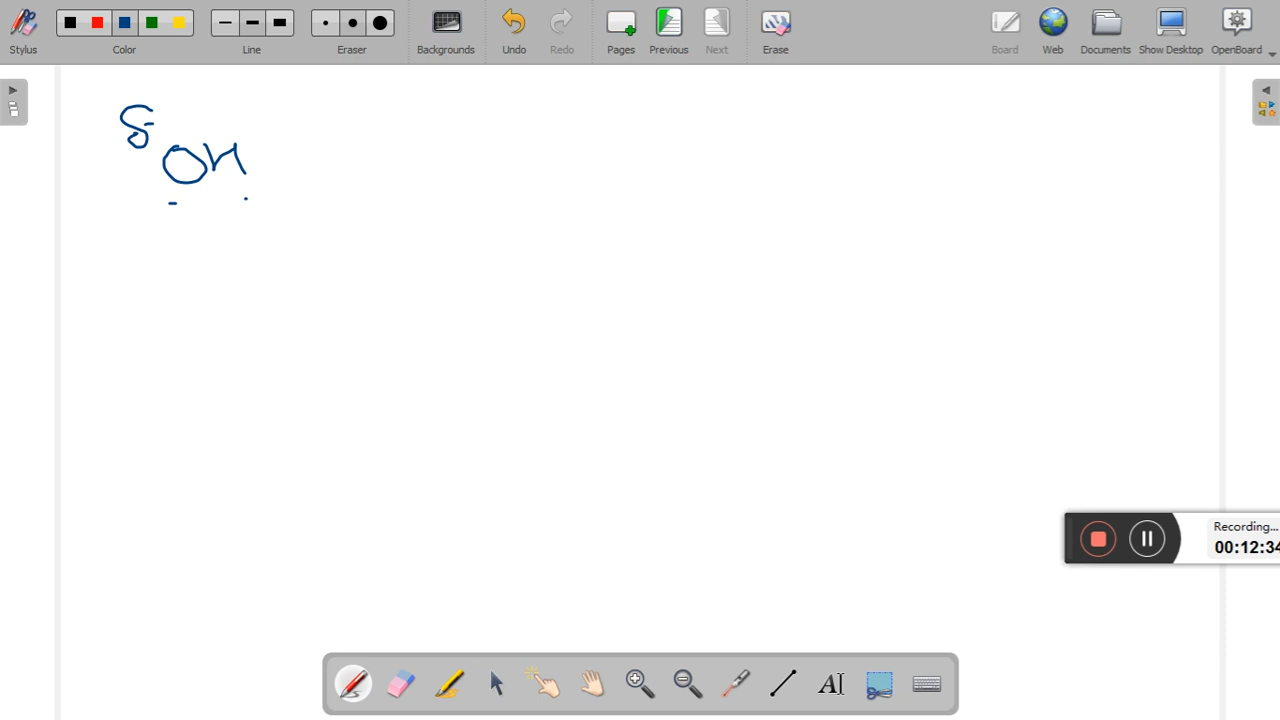 Stylus
Color
Line
Eraser
Backgrounds
Undo
Redo
Pages
Previous
Next
Erase
Board
Web
Documents
Show Desktop
OpenBoard
Recording...
00:12:34
AI